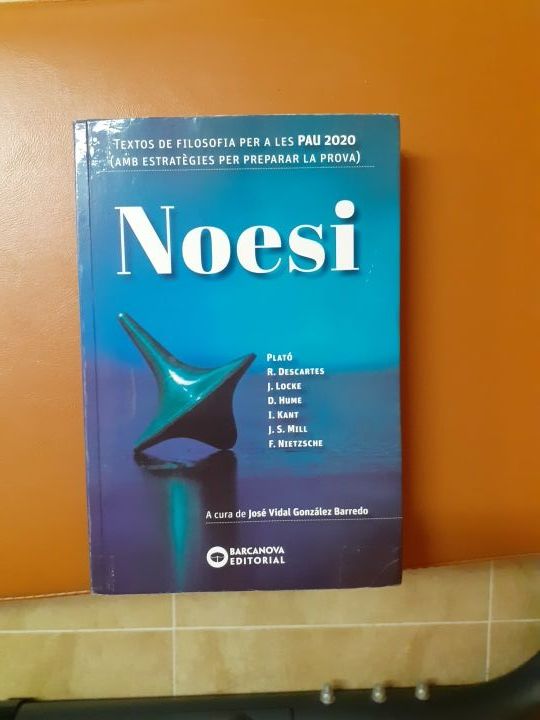 TEXTOS DE FILOSOFIA PER A LES PAU 2020
(AMB ESTRATÈGIES PER PREPARAR LA PROVA)
Noesi
PLATÓ
R. DESCARTES
J. LOCKE
D. HUME
I. KANT
J. S. MILL
F. NIETZSCHE
A cura de José Vidal González Barredo
BARCANOVA
EDITORIAL